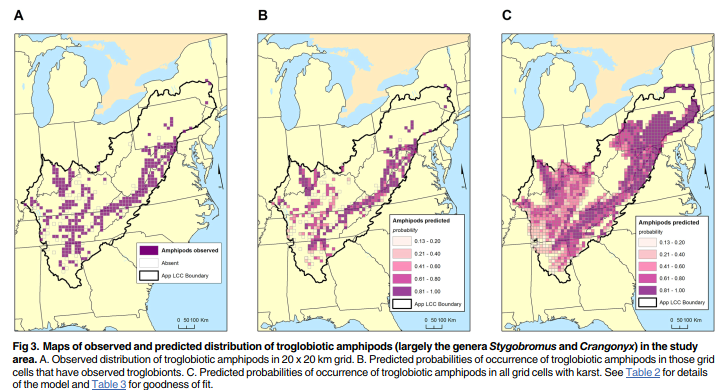 A
B
C
Amphipods observed
Absent
App LCC Boundary
0 50 100 Km
Amphipods predicted
probability
0.13 - 0.20
0.21 - 0.40
0.41 - 0.60
0.61 - 0.80
0.81 - 1.00
App LCC Boundary
0 50 100 Km
Amphipods predicted
probability
0.13 - 0.20
0.21 - 0.40
0.41 - 0.60
0.61 - 0.80
0.81 - 1.00
App LCC Boundary
0 50 100 Km
Fig 3. Maps of observed and predicted distribution of troglobiotic amphipods (largely the genera Stygobromus and Crangonyx) in the study
area. A. Observed distribution of troglobiotic amphipods in 20 x 20 km grid. B. Predicted probabilities of occurrence of troglobiotic amphipods in those grid
cells that have observed troglobionts. C. Predicted probabilities of occurrence of troglobiotic amphipods in all grid cells with karst. See Table 2 for details
of the model and Table 3 for goodness of fit.